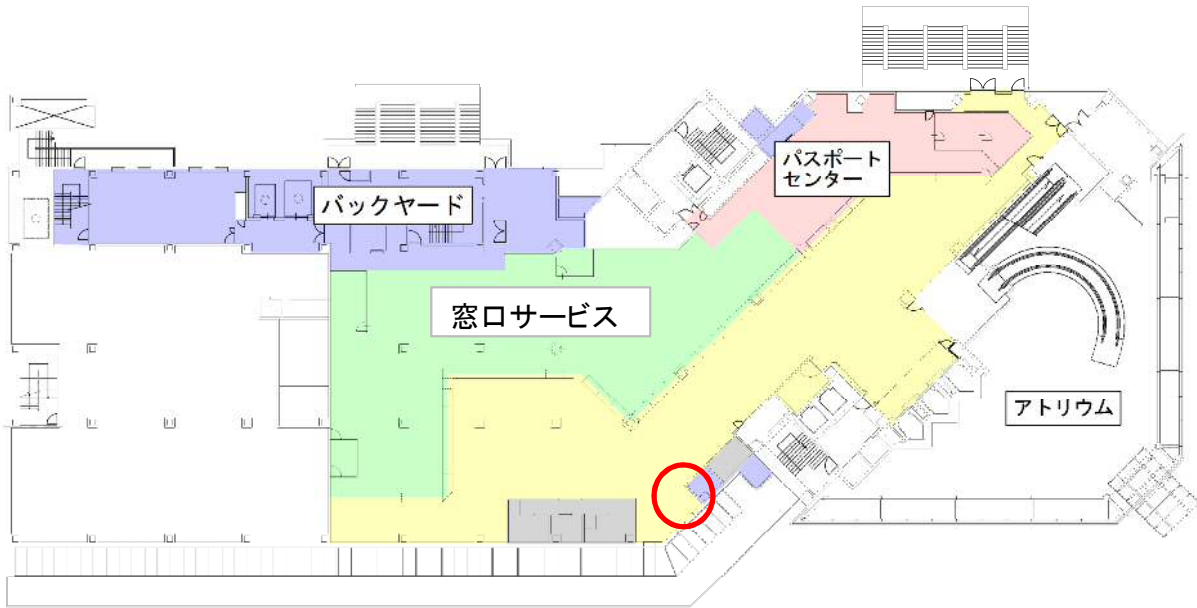 パスポート
センター
バックヤード
窓口サービス
アトリウム